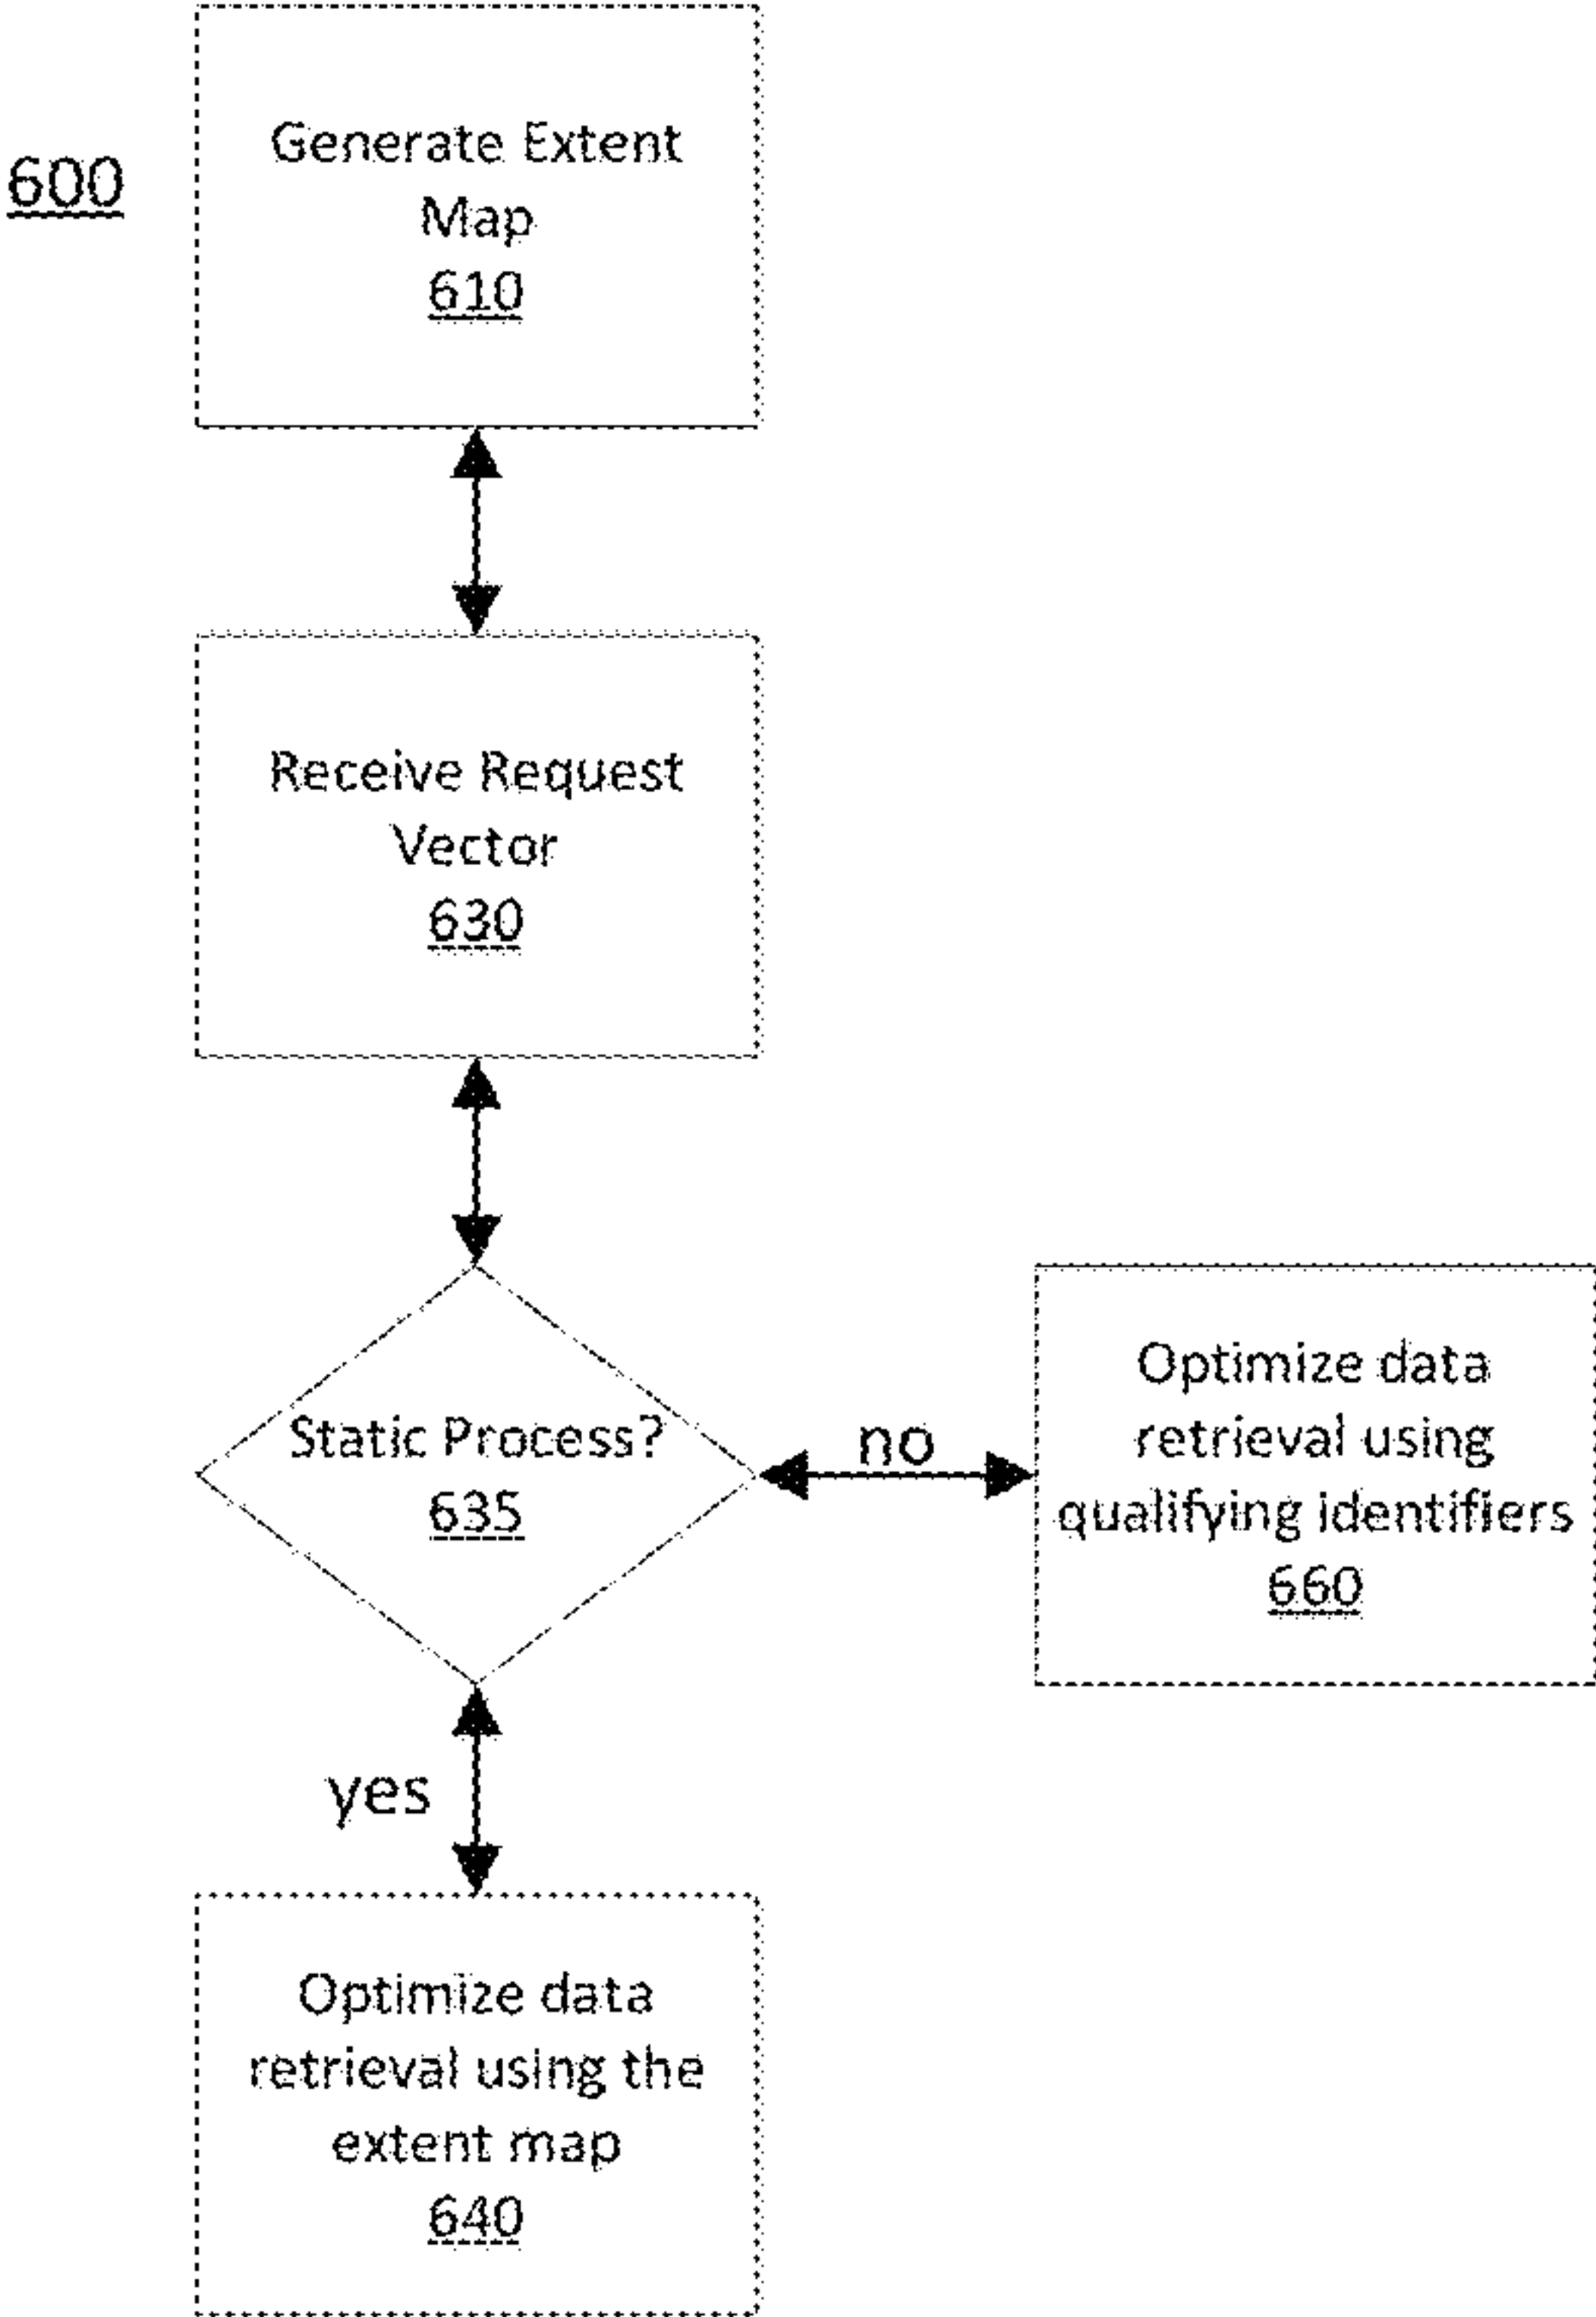 600
Generate Extent
Map
610
Receive Request
Vector
630
Static Process?
635
no
Optimize data
retrieval using
qualifying identifiers
660
yes
Optimize data
retrieval using the
extent map
640